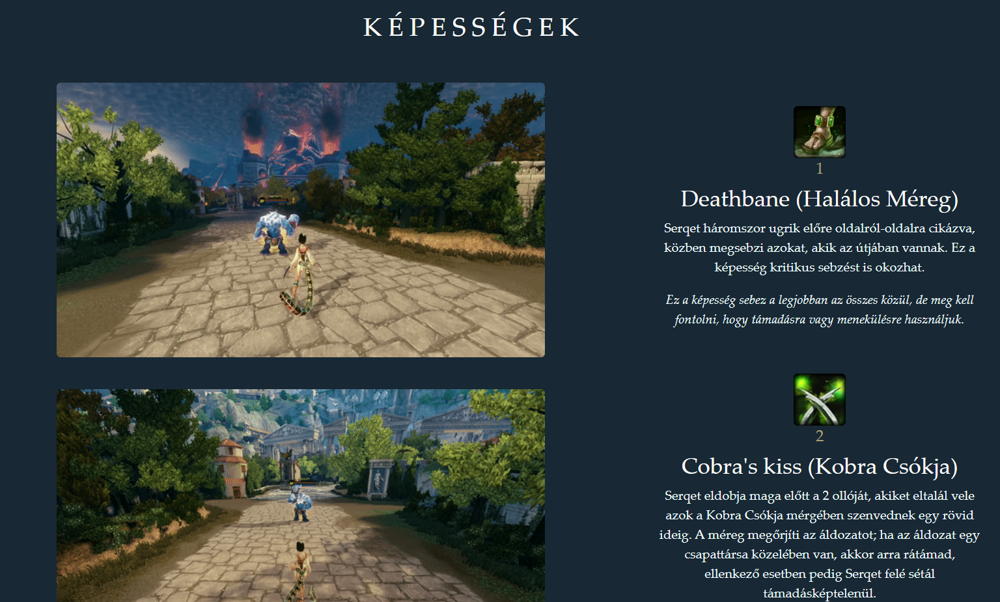 KÉPESSÉGEK
1
Deathbane (Halálos Méreg)
Serqet háromszor ugrik előre oldalról-oldalra cikázva,
közben megsebzi azokat, akik az útjában vannak. Ez a
képesség kritikus sebzést is okozhat.
Ez a képesség sebez a legjobban az összes közül, de meg kell
fontolni, hogy támadásra vagy menekülésre használjuk.
2
Cobra's kiss (Kobra Csókja)
Serqet eldobja maga előtt a 2 ollóját, akiket eltalál vele
azok a Kobra Csókja mérgében szenvednek egy rövid
ideig. A méreg megőrjíti az áldozatot; ha az áldozat egy
csapattársa közelében van, akkor arra rátámad,
ellenkező esetben pedig Serqet felé sétál
támadásképtelenül.